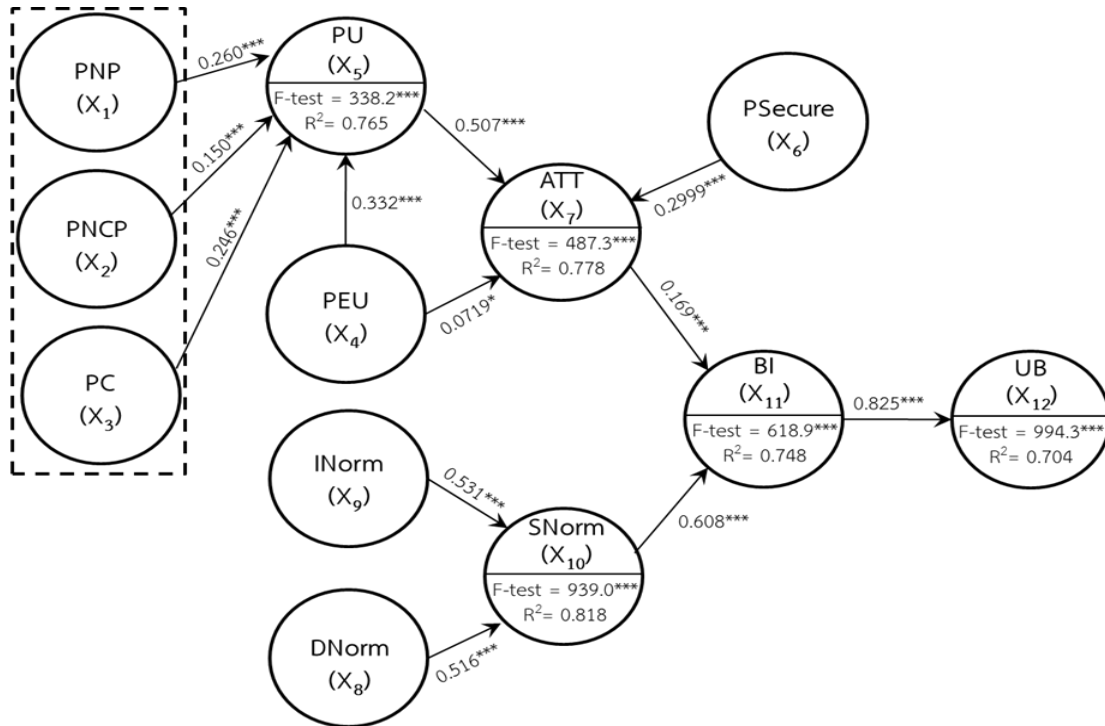 PNP
(X1)
0.260***
PU
(X5)
F-test = 338.2***
R²= 0.765
PSecure
(X6)
0.507***
0.150***
PNCP
(X2)
0.246***
0.332***
ATT
(X7)
F-test = 487.3***
R²= 0.778
0.2999***
PEU
(X4)
0.0719*
0.169***
PC
(X3)
BI
(X11)
F-test = 618.9***
R²= 0.748
0.825***
UB
(X12)
F-test = 994.3***
R²= 0.704
INorm
(X9)
0.531***
SNorm
(X10)
F-test = 939.0***
R²= 0.818
0.608***
DNorm
(X8)
0.516***